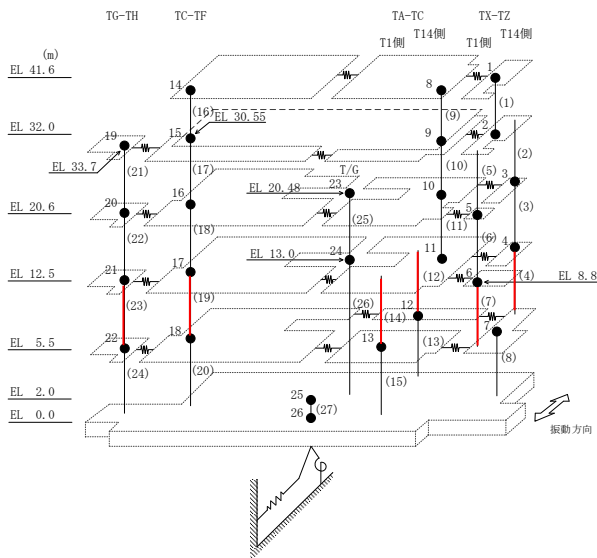 TG-TH TC-TF TA-TC TX-TZ
T1側 T14側 T1側 T14側
(m)
EL 41.6
14 8 1
(16) (9) (1)
EL 30.55
EL 32.0
19 15 9 2
EL 33.7
(21) (17) (10) (2)
T/G
(5)
16 EL 20.48 23 10 3
(3)
EL 20.6
20 5
(22) (18) (25) (11)
(6)
EL 13.0 24 11 4
EL 12.5
21 17 (12) 6 (4) EL 8.8
(23) (19) (26) 12 (7)
(14) 7
EL 5.5
22 18 13 (13) (8)
(24) (20) (15)
EL 2.0
25
EL 0.0
26 (27)
振動方向